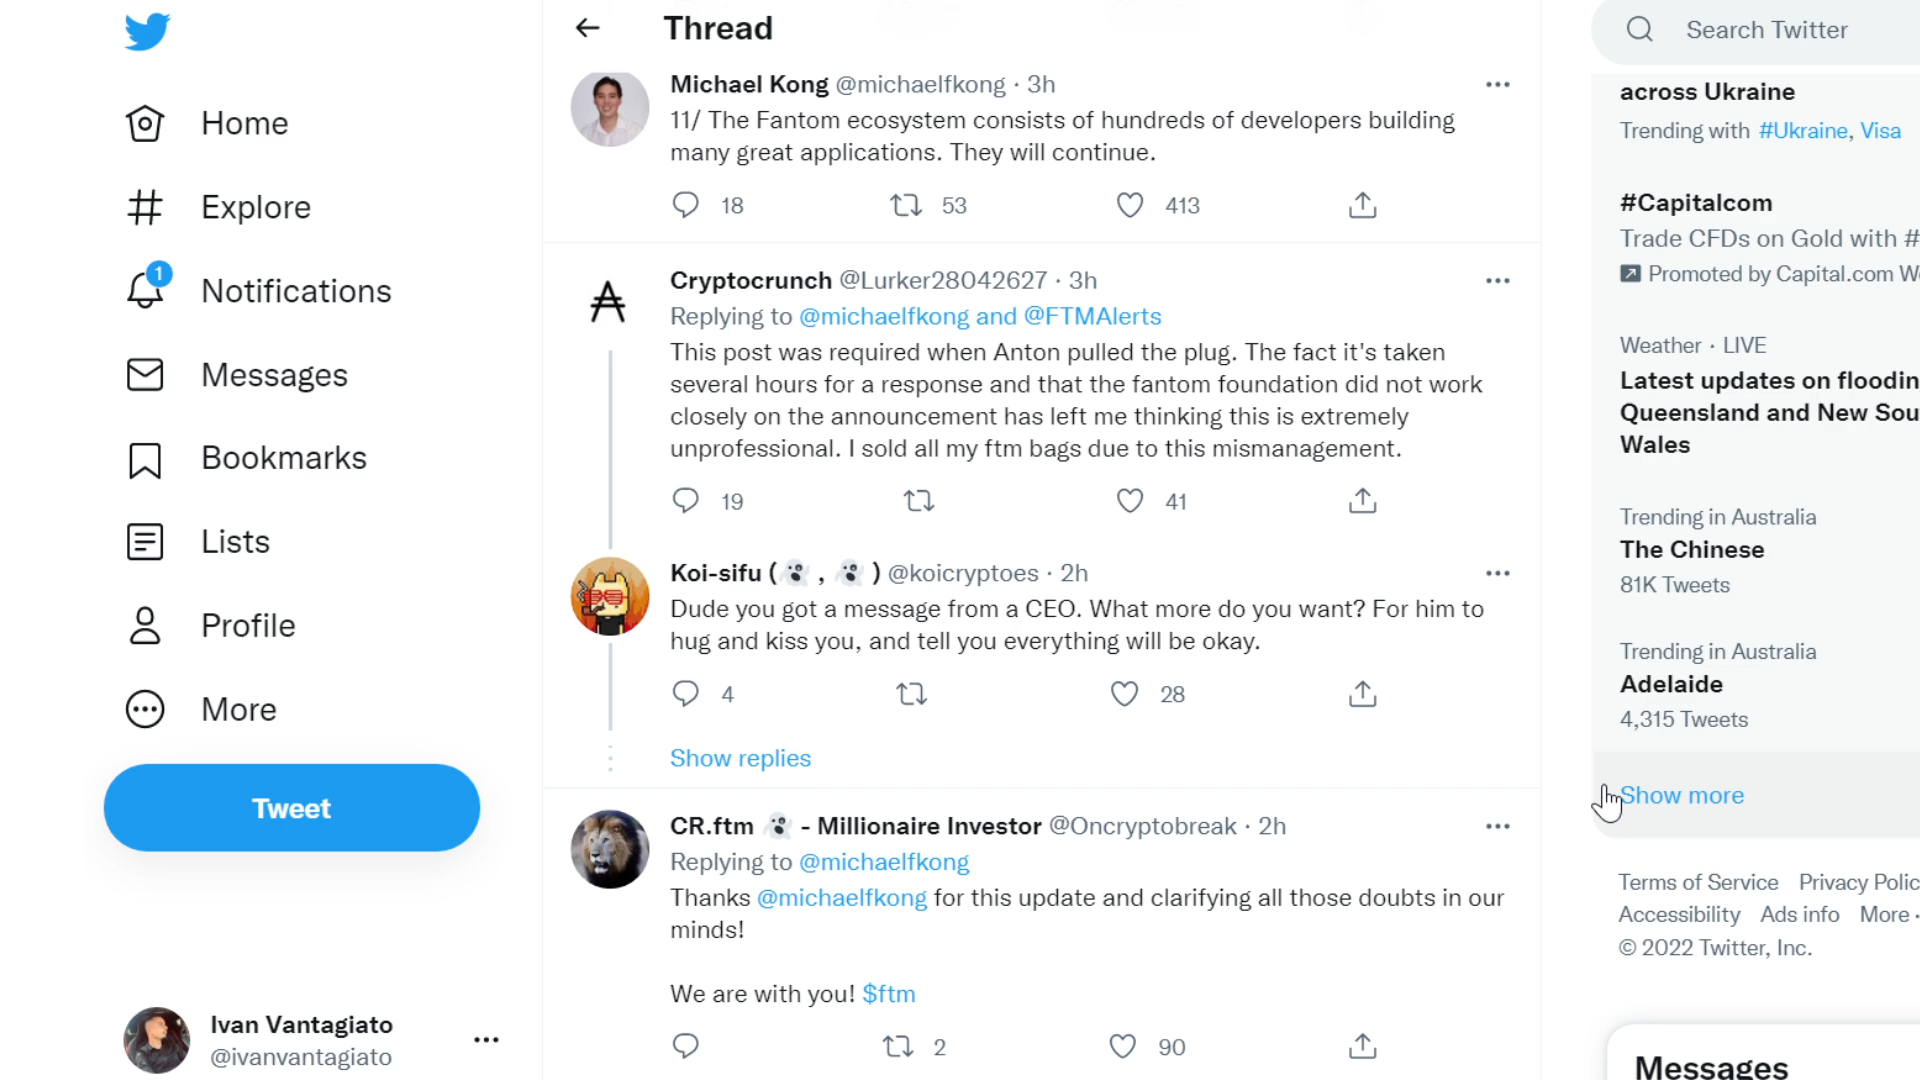 Home
Explore
1
Notifications
Messages
Bookmarks
Lists
Profile
More
Tweet
Ivan Vantagiato
@ivanvantagiato
Thread
Michael Kong @michaelfkong · 3h
11/ The Fantom ecosystem consists of hundreds of developers building
many great applications. They will continue.
18 53 413
Cryptocrunch @Lurker28042627 · 3h
Replying to @michaelfkong and @FTMAlerts
This post was required when Anton pulled the plug. The fact it's taken
several hours for a response and that the fantom foundation did not work
closely on the announcement has left me thinking this is extremely
unprofessional. I sold all my ftm bags due to this mismanagement.
19 41
Koi-sifu (👻, 👻) @koicryptoes · 2h
Dude you got a message from a CEO. What more do you want? For him to
hug and kiss you, and tell you everything will be okay.
4 28
Show replies
CR.ftm 👻 - Millionaire Investor @Oncryptobreak · 2h
Replying to @michaelfkong
Thanks @michaelfkong for this update and clarifying all those doubts in our
minds!
We are with you! $ftm
2 90
Search Twitter
across Ukraine
Trending with #Ukraine, Visa
#Capitalcom
Trade CFDs on Gold with #
Promoted by Capital.com W
Weather · LIVE
Latest updates on floodin
Queensland and New Sou
Wales
Trending in Australia
The Chinese
81K Tweets
Trending in Australia
Adelaide
4,315 Tweets
Show more
Terms of Service Privacy Polic
Accessibility Ads info More ·
© 2022 Twitter, Inc.
Messages